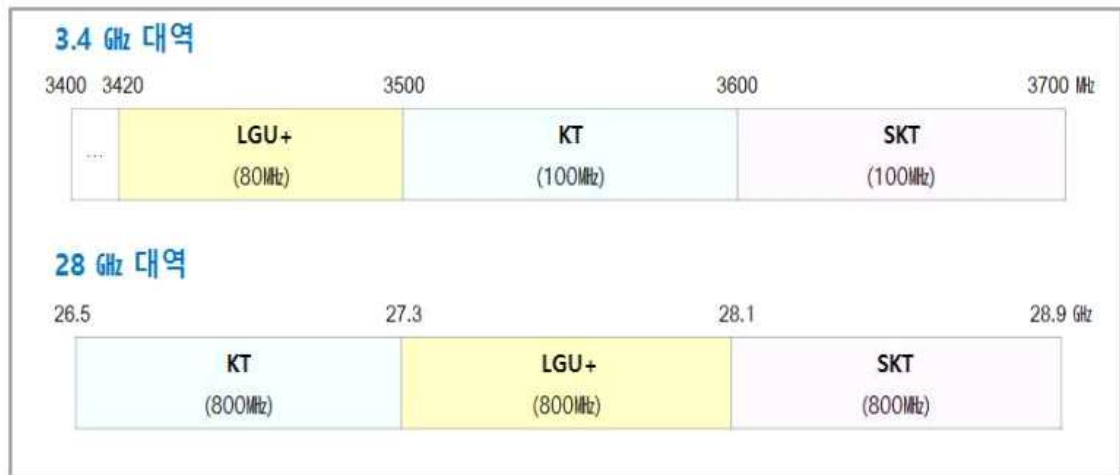 3.4 ㎓ 대역
3400 3420 3500 3600 3700 ㎒
... LGU+ KT SKT
(80㎒) (100㎒) (100㎒)
28 ㎓ 대역
26.5 27.3 28.1 28.9 ㎓
KT LGU+ SKT
(800㎒) (800㎒) (800㎒)